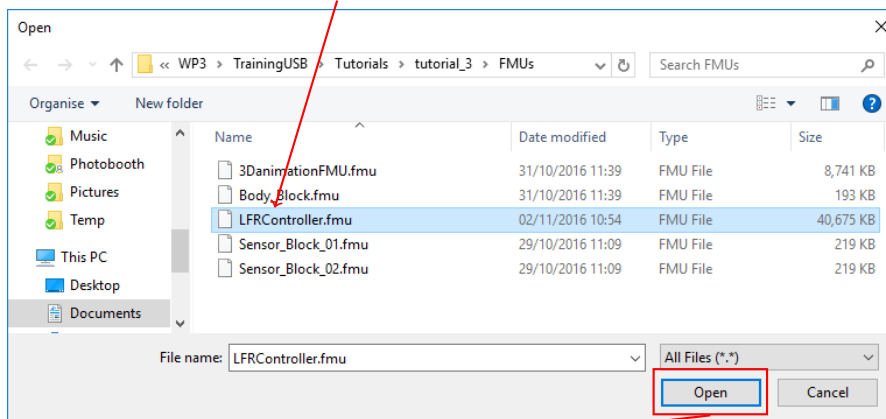 Open
« WP3 > TrainingUSB > Tutorials > tutorial_3 > FMUs
Search FMUs
Organise
New folder
Music
Photobooth
Pictures
Temp
This PC
Desktop
Documents
Name Date modified Type Size
3DanimationFMU.fmu 31/10/2016 11:39 FMU File 8,741 KB
Body_Block.fmu 31/10/2016 11:39 FMU File 193 KB
LFRController.fmu 02/11/2016 10:54 FMU File 40,675 KB
Sensor_Block_01.fmu 29/10/2016 11:09 FMU File 219 KB
Sensor_Block_02.fmu 29/10/2016 11:09 FMU File 219 KB
File name: LFRController.fmu
All Files (*.*)
Open
Cancel